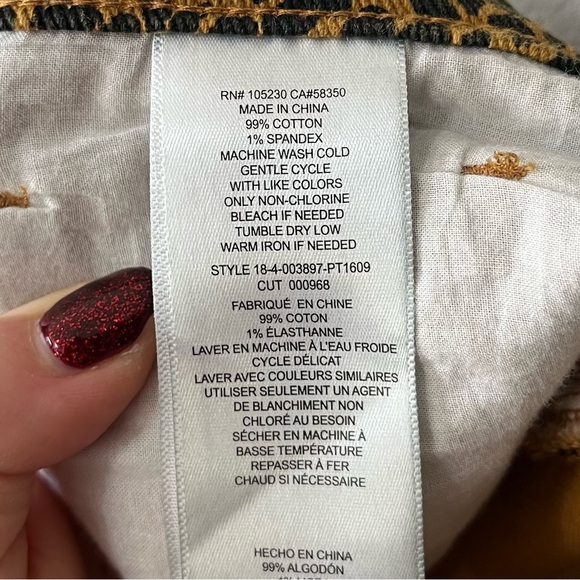 RN# 105230 CA#58350
MADE IN CHINA
99% COTTON
1% SPANDEX
MACHINE WASH COLD
GENTLE CYCLE
WITH LIKE COLORS
ONLY NON-CHLORINE
BLEACH IF NEEDED
TUMBLE DRY LOW
WARM IRON IF NEEDED
STYLE 18-4-003897-PT1609
CUT 000968
FABRIQUÉ EN CHINE
99% COTON
1% ÉLASTHANNE
LAVER EN MACHINE À L'EAU FROIDE
CYCLE DÉLICAT
LAVER AVEC COULEURS SIMILAIRES
UTILISER SEULEMENT UN AGENT
DE BLANCHIMENT NON
CHLORÉ AU BESOIN
SÉCHER EN MACHINE À
BASSE TEMPÉRATURE
REPASSER À FER
CHAUD SI NÉCESSAIRE
HECHO EN CHINA
99% ALGODÓN